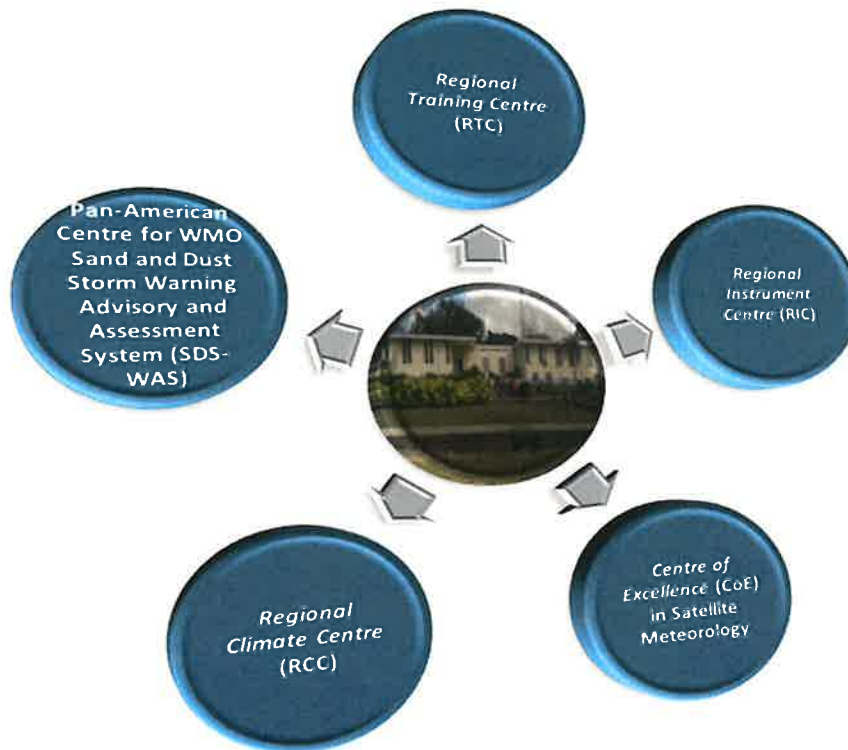 Regional
Training Centre
(RTC)
Pan-American
Centre for WMO
Sand and Dust
Storm Warning
Advisory and
Assessment
System (SDS-
WAS)
Regional
Instrument
Centre (RIC)
Centre of
Excellence (CoE)
in Satellite
Meteorology
Regional
Climate Centre
(RCC)